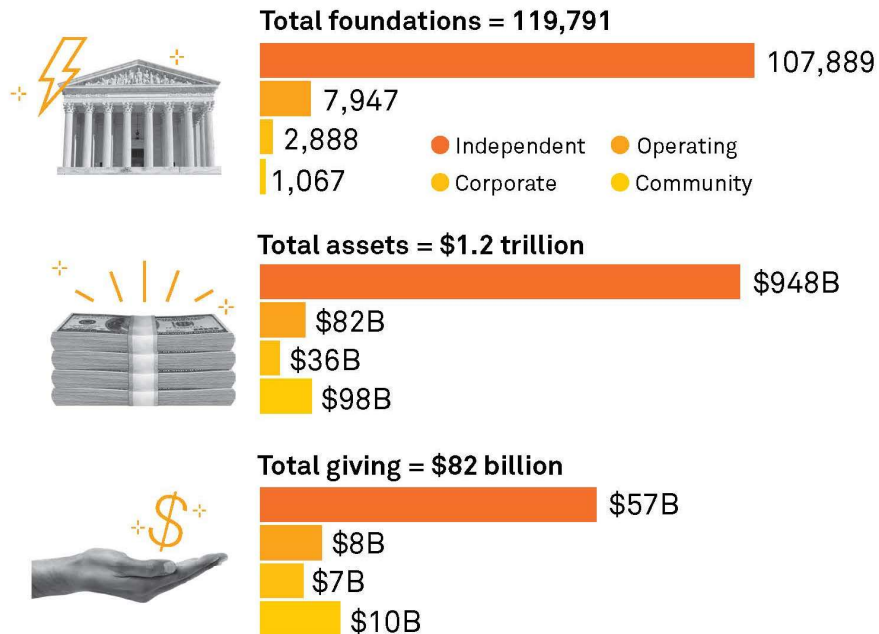 Total foundations = 119,791
107,889
7,947
2,888
Independent Operating
1,067
Corporate Community
Total assets = $1.2 trillion
$948B
$82B
$36B
$98B
Total giving = $82 billion
$57B
$
$8B
$7B
$10B